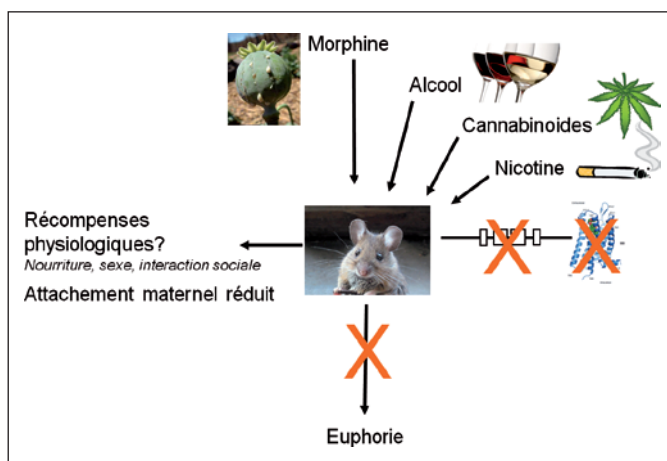 Morphine
Alcool
Cannabinoides
Nicotine
Récompenses
physiologiques?
Nourriture, sexe, interaction sociale
Attachement maternel réduit
Euphorie